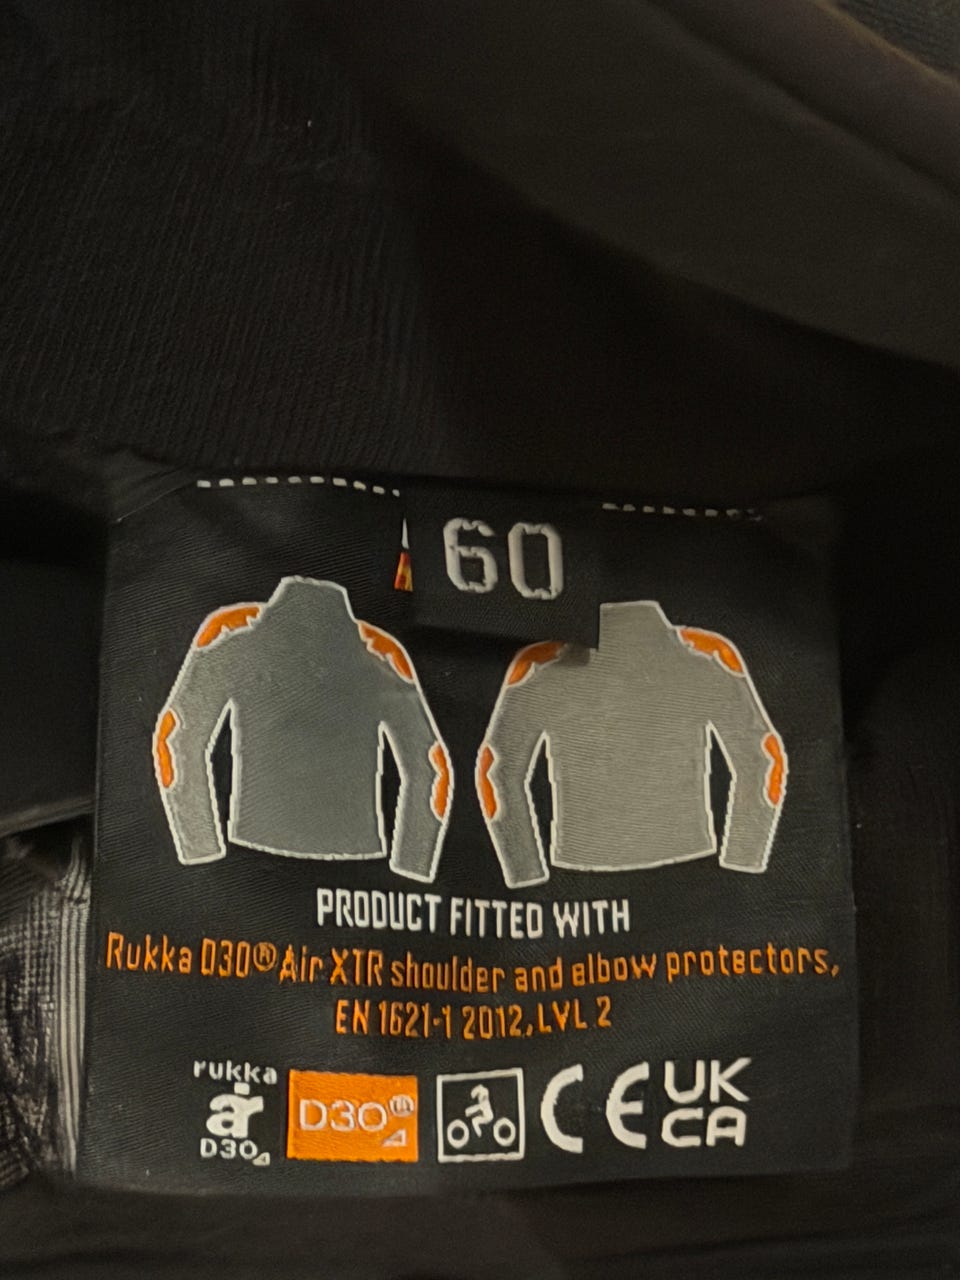 60
PRODUCT FITTED WITH
Rukka D3O® Air XTR shoulder and elbow protectors,
EN 1621-1 2012, LVL 2
rukka
air
D3O
D3O®
CE
UK
CA